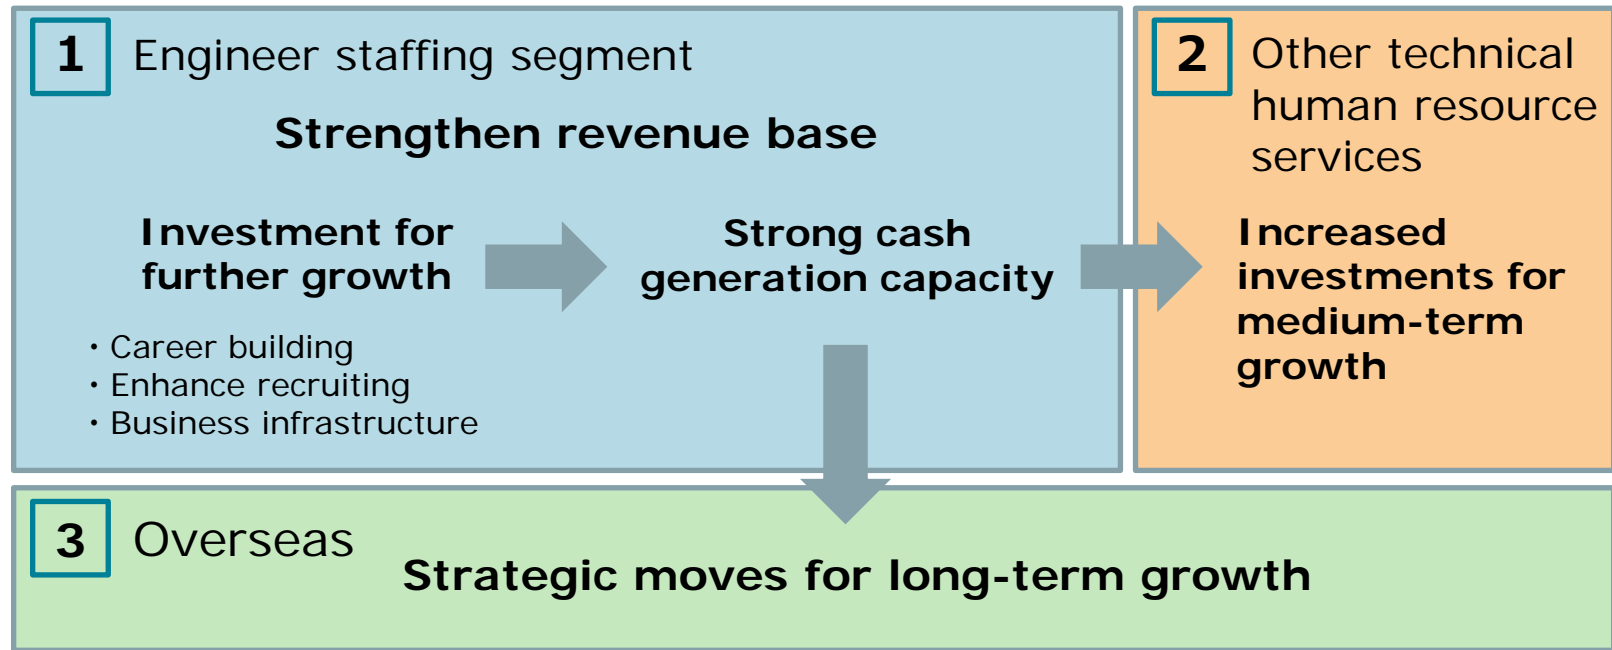 1 Engineer staffing segment
Strengthen revenue base
Investment for
further growth
Strong cash
generation capacity
・Career building
・Enhance recruiting
・Business infrastructure
2 Other technical
human resource
services
Increased
investments for
medium-term
growth
3 Overseas
Strategic moves for long-term growth